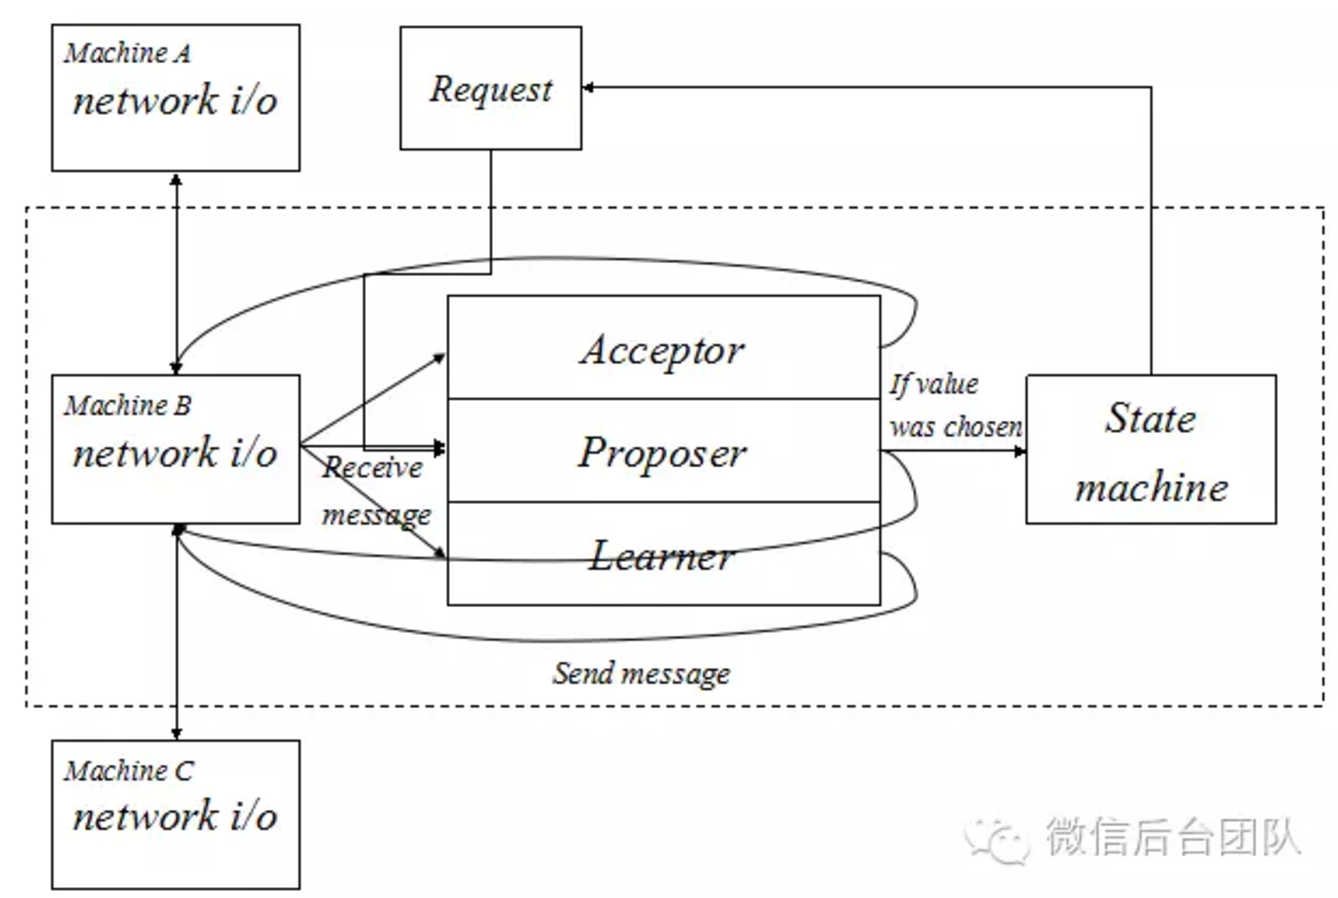 Machine A
network i/o
Request
Acceptor
If value
was chosen
Machine B
network i/o
Proposer
State
machine
Receive
message
Learner
Send message
Machine C
network i/o
微信后台团队